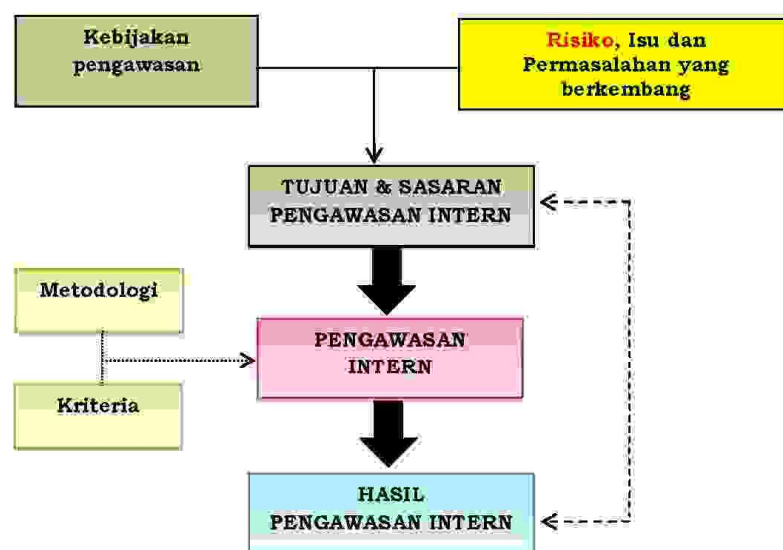 Kebijakan
pengawasan
Risiko, Isu dan
Permasalahan yang
berkembang
TUJUAN & SASARAN
PENGAWASAN INTERN
Metodologi
PENGAWASAN
INTERN
Kriteria
HASIL
PENGAWASAN INTERN